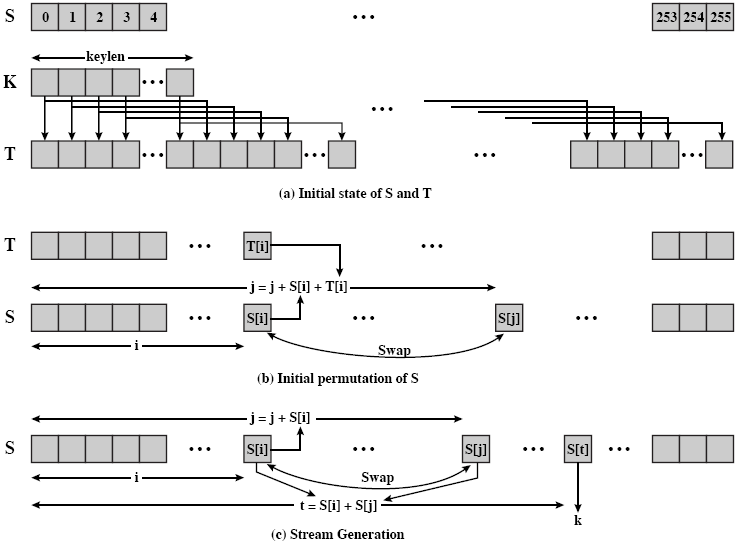 S 0 1 2 3 4 ... 253 254 255
keylen
K ... ...
T ... ... ... ...
(a) Initial state of S and T
T ... T[i] ...
j = j + S[i] + T[i]
S ... S[i] ... S[j] ...
i Swap
(b) Initial permutation of S
j = j + S[i]
S ... S[i] ... S[j] ... S[t] ...
i Swap
t = S[i] + S[j]
k
(c) Stream Generation